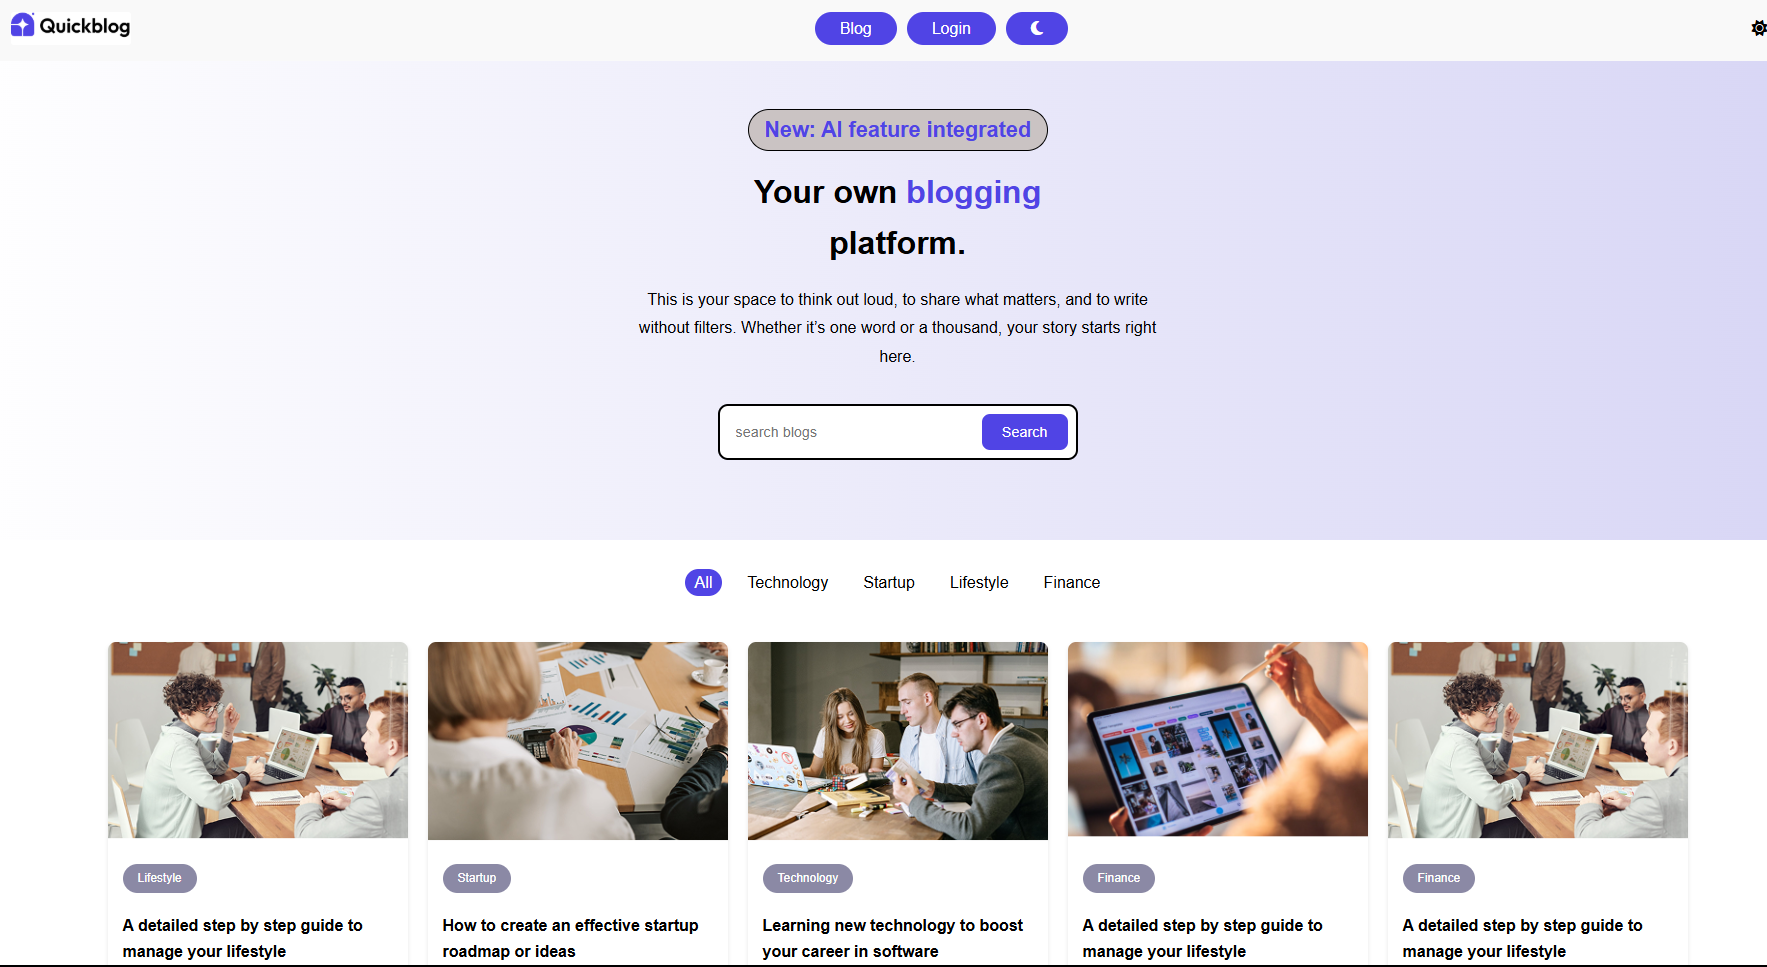 Quickblog
Blog
Login
New: AI feature integrated
Your own blogging
platform.
This is your space to think out loud, to share what matters, and to write
without filters. Whether it’s one word or a thousand, your story starts right
here.
search blogs
Search
All
Technology
Startup
Lifestyle
Finance
Lifestyle
A detailed step by step guide to
manage your lifestyle
Startup
How to create an effective startup
roadmap or ideas
Technology
Learning new technology to boost
your career in software
Finance
A detailed step by step guide to
manage your lifestyle
Finance
A detailed step by step guide to
manage your lifestyle